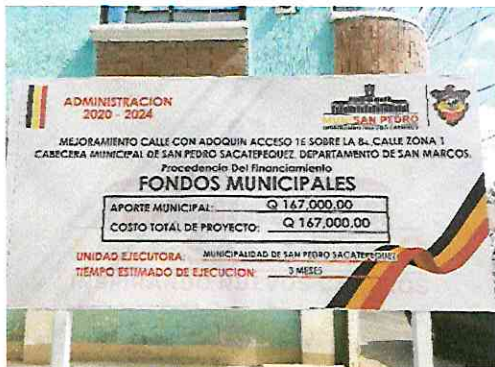 ADMINISTRACION
2020 - 2024
MUNI SAN PEDRO
MEJORAMIENTO CALLE CON ADOQUIN ACCESO 16 SOBRE LA 8a. CALLE ZONA 1
CABECERA MUNICIPAL DE SAN PEDRO SACATEPEQUEZ, DEPARTAMENTO DE SAN MARCOS.
Procedencia Del Financiamiento
FONDOS MUNICIPALES
APORTE MUNICIPAL: Q 167,000.00
COSTO TOTAL DE PROYECTO: Q 167,000.00
UNIDAD EJECUTORA: MUNICIPALIDAD DE SAN PEDRO SACATEPEQUEZ
TIEMPO ESTIMADO DE EJECUCION: 3 MESES